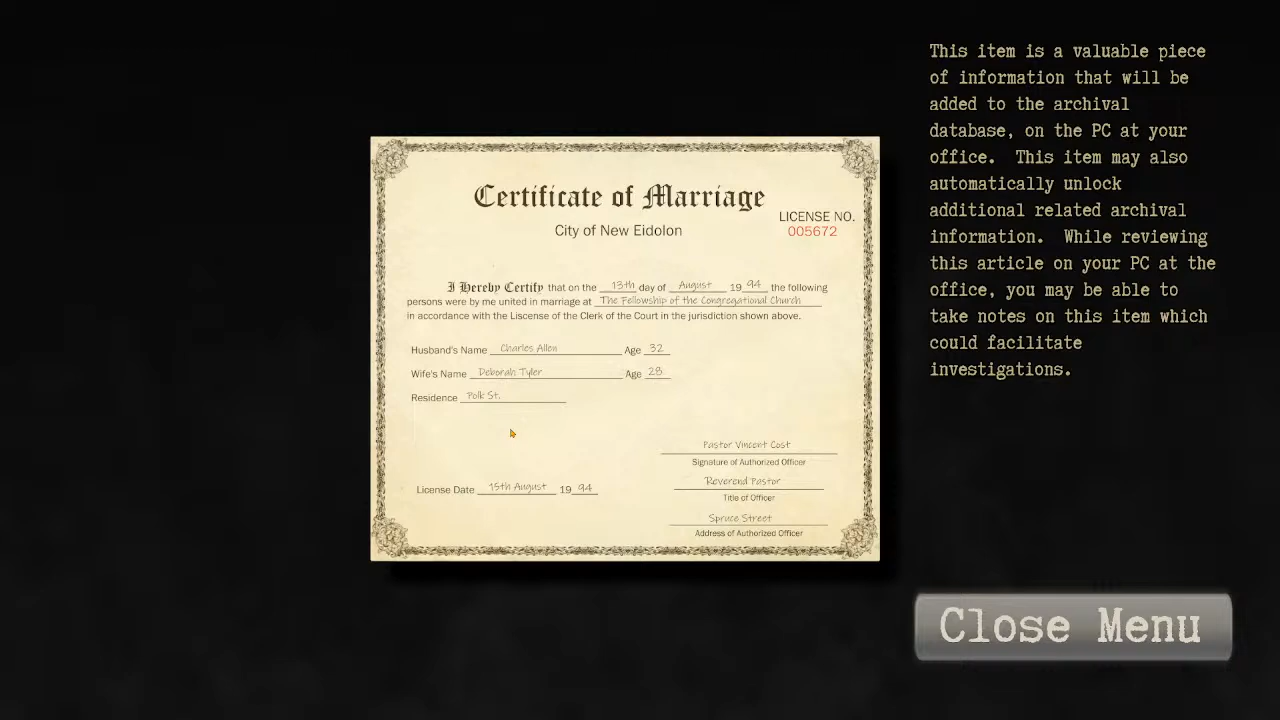 Certificate of Marriage
City of New Eidolon
LICENSE NO.
005672
I Hereby Certify that on the 13th day of August 19 94 the following
persons were by me united in marriage at The Fellowship of the Congregational Church
in accordance with the Liscense of the Clerk of the Court in the jurisdiction shown above.
Husband's Name Charles Allen Age 32
Wife's Name Deborah Tyler Age 28
Residence Polk St.
Pastor Vincent Cost
Signature of Authorized Officer
Reverend Pastor
Title of Officer
License Date 15th August 19 94
Spruce Street
Address of Authorized Officer
This item is a valuable piece
of information that will be
added to the archival
database, on the PC at your
office.  This item may also
automatically unlock
additional related archival
information.  While reviewing
this article on your PC at the
office, you may be able to
take notes on this item which
could facilitate
investigations.
Close Menu